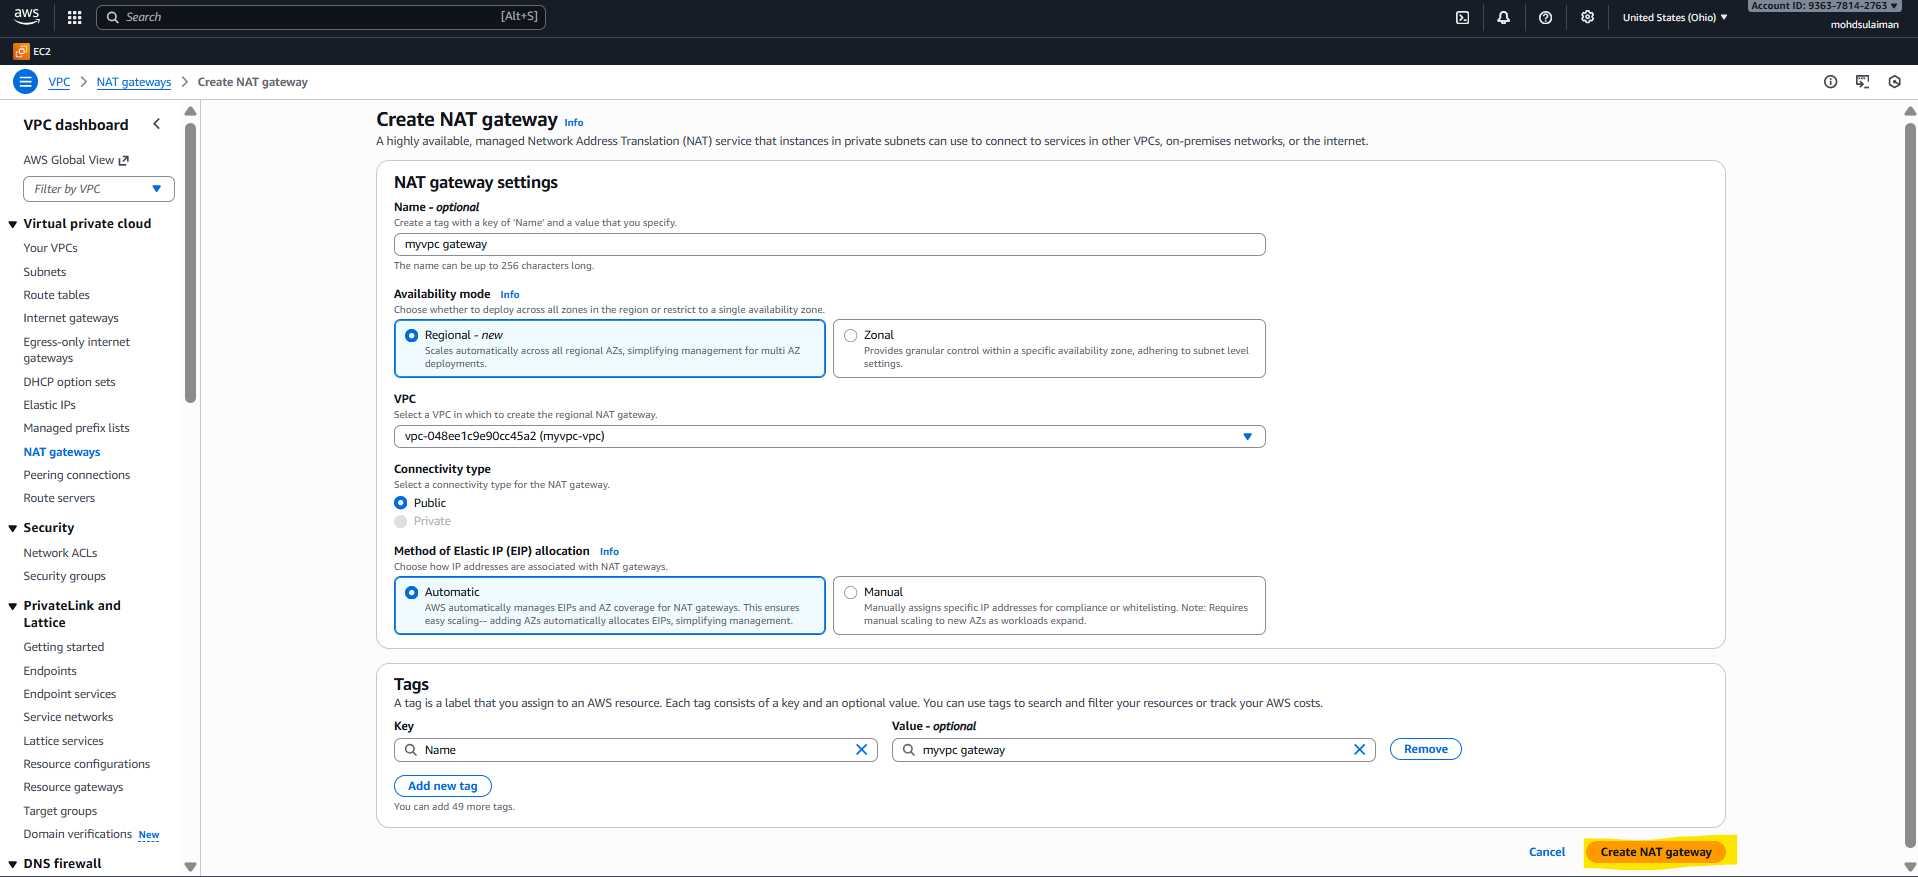 aws
Search
[Alt+S]
United States (Ohio)
Account ID: 9363-7814-2763
mohdsulaiman
EC2
VPC
NAT gateways
Create NAT gateway
VPC dashboard
AWS Global View
Filter by VPC
Virtual private cloud
Your VPCs
Subnets
Route tables
Internet gateways
Egress-only internet
gateways
DHCP option sets
Elastic IPs
Managed prefix lists
NAT gateways
Peering connections
Route servers
Security
Network ACLs
Security groups
PrivateLink and
Lattice
Getting started
Endpoints
Endpoint services
Service networks
Lattice services
Resource configurations
Resource gateways
Target groups
Domain verifications New
DNS firewall
Create NAT gateway Info
A highly available, managed Network Address Translation (NAT) service that instances in private subnets can use to connect to services in other VPCs, on-premises networks, or the internet.
NAT gateway settings
Name - optional
Create a tag with a key of 'Name' and a value that you specify.
myvpc gateway
The name can be up to 256 characters long.
Availability mode Info
Choose whether to deploy across all zones in the region or restrict to a single availability zone.
Regional - new
Scales automatically across all regional AZs, simplifying management for multi AZ
deployments.
Zonal
Provides granular control within a specific availability zone, adhering to subnet level
settings.
VPC
Select a VPC in which to create the regional NAT gateway.
vpc-048ee1c9e90cc45a2 (myvpc-vpc)
Connectivity type
Select a connectivity type for the NAT gateway.
Public
Private
Method of Elastic IP (EIP) allocation Info
Choose how IP addresses are associated with NAT gateways.
Automatic
AWS automatically manages EIPs and AZ coverage for NAT gateways. This ensures
easy scaling-- adding AZs automatically allocates EIPs, simplifying management.
Manual
Manually assigns specific IP addresses for compliance or whitelisting. Note: Requires
manual scaling to new AZs as workloads expand.
Tags
A tag is a label that you assign to an AWS resource. Each tag consists of a key and an optional value. You can use tags to search and filter your resources or track your AWS costs.
Key
Value - optional
Name
myvpc gateway
Remove
Add new tag
You can add 49 more tags.
Cancel
Create NAT gateway